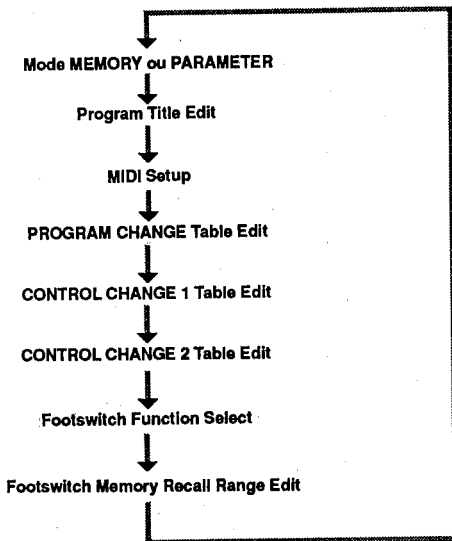 Mode MEMORY ou PARAMETER
Program Title Edit
MIDI Setup
PROGRAM CHANGE Table Edit
CONTROL CHANGE 1 Table Edit
CONTROL CHANGE 2 Table Edit
Footswitch Function Select
Footswitch Memory Recall Range Edit